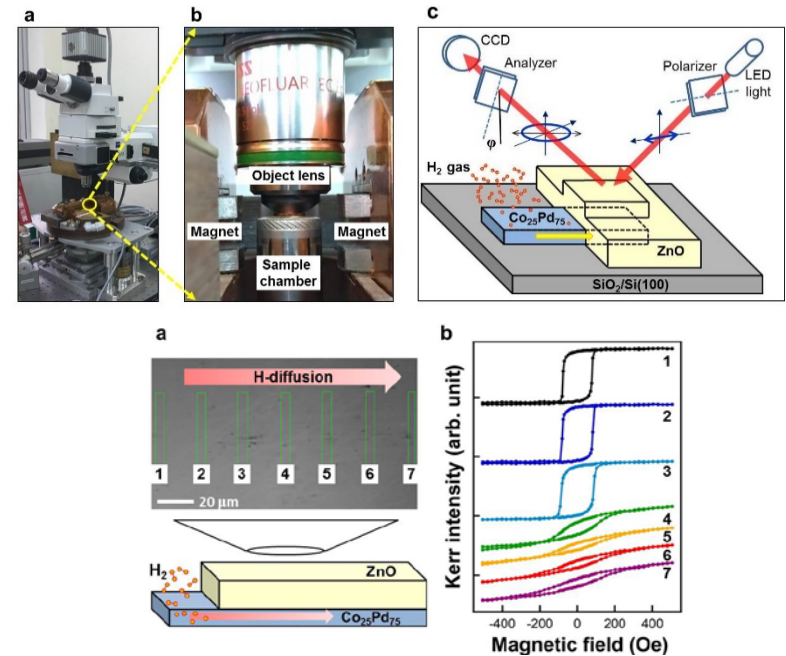 a
b
c
SS
EOFLUAR
Object lens
Magnet
Magnet
Sample
chamber
CCD
Analyzer
Polarizer
LED
light
φ
H₂ gas
Co₂₅Pd₇₅
ZnO
SiO₂/Si(100)
a
H-diffusion
1 2 3 4 5 6 7
20 μm
H₂
ZnO
Co₂₅Pd₇₅
b
Kerr intensity (arb. unit)
1
2
3
4
5
6
7
-400 -200 0 200 400
Magnetic field (Oe)